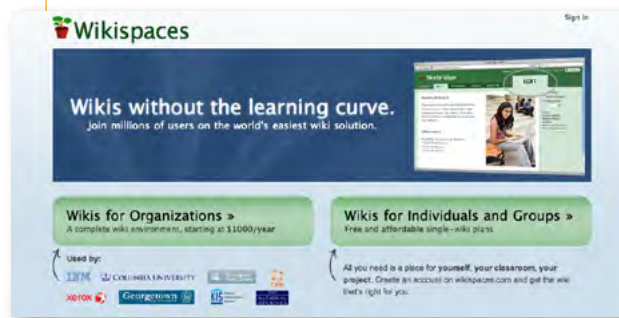 Sign In
Wikispaces
Wikis without the learning curve.
Join millions of users on the world's easiest wiki solution.
EDIT
Wikis for Organizations »
A complete wiki environment, starting at $1000/year
Wikis for Individuals and Groups »
Free and affordable single-wiki plans
Used by:
IBM
COLUMBIA UNIVERSITY
xerox
Georgetown
All you need is a place for yourself, your classroom, your
project. Create an account on wikispaces.com and get the wiki
that's right for you.